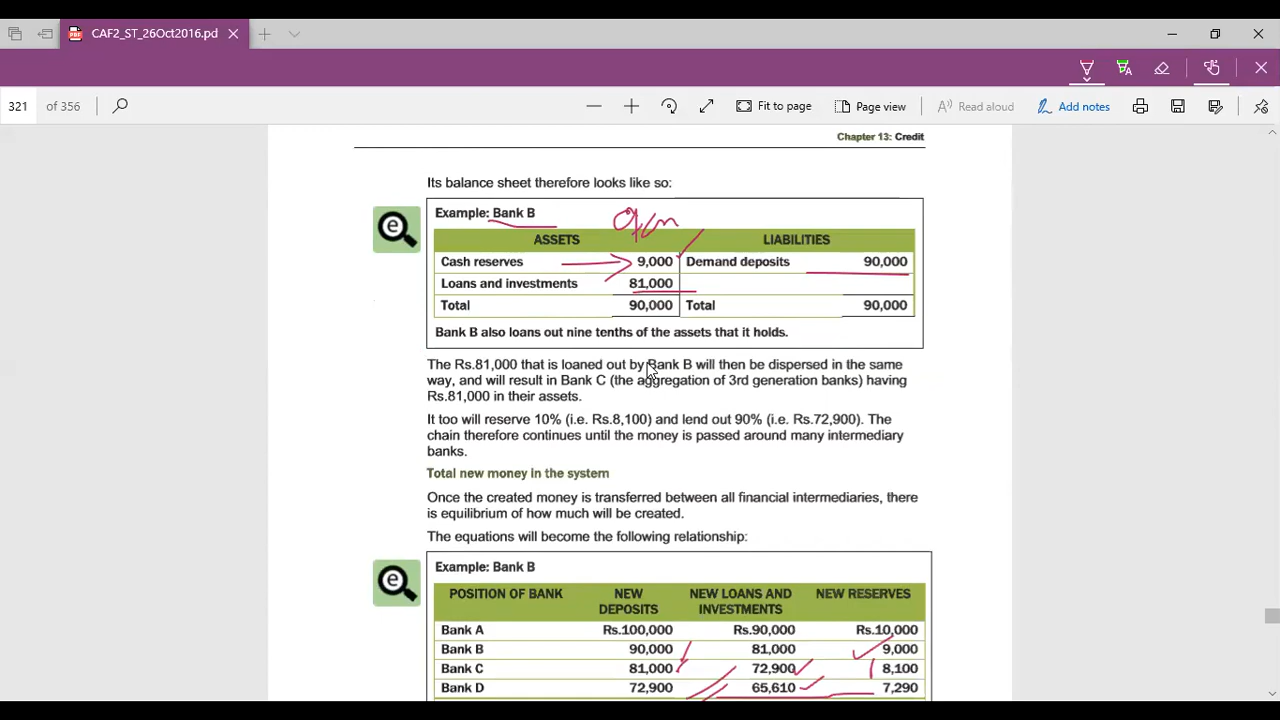 CAF2_ST_26Oct2016.pd
321 of 356
Fit to page
Page view
Read aloud
Add notes
Chapter 13: Credit
Its balance sheet therefore looks like so:
Example: Bank B
ASSETS LIABILITIES
Cash reserves 9,000 Demand deposits 90,000
Loans and investments 81,000
Total 90,000 Total 90,000
Bank B also loans out nine tenths of the assets that it holds.
The Rs.81,000 that is loaned out by Bank B will then be dispersed in the same
way, and will result in Bank C (the aggregation of 3rd generation banks) having
Rs.81,000 in their assets.
It too will reserve 10% (i.e. Rs.8,100) and lend out 90% (i.e. Rs.72,900). The
chain therefore continues until the money is passed around many intermediary
banks.
Total new money in the system
Once the created money is transferred between all financial intermediaries, there
is equilibrium of how much will be created.
The equations will become the following relationship:
Example: Bank B
POSITION OF BANK NEW DEPOSITS NEW LOANS AND INVESTMENTS NEW RESERVES
Bank A Rs.100,000 Rs.90,000 Rs.10,000
Bank B 90,000 81,000 9,000
Bank C 81,000 72,900 8,100
Bank D 72,900 65,610 7,290